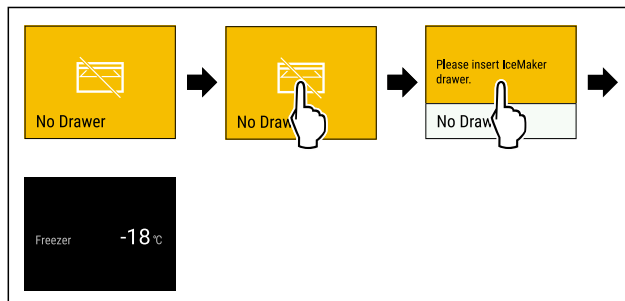 No Drawer
No Draw
Please insert IceMaker
drawer.
No Draw
Freezer -18 °C